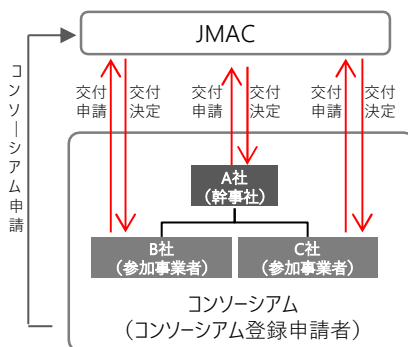 JMAC
コンソーシアム申請
交付
申請
交付
決定
交付
申請
交付
決定
交付
申請
交付
決定
A社
(幹事社)
B社
(参加事業者)
C社
(参加事業者)
コンソーシアム
(コンソーシアム登録申請者)